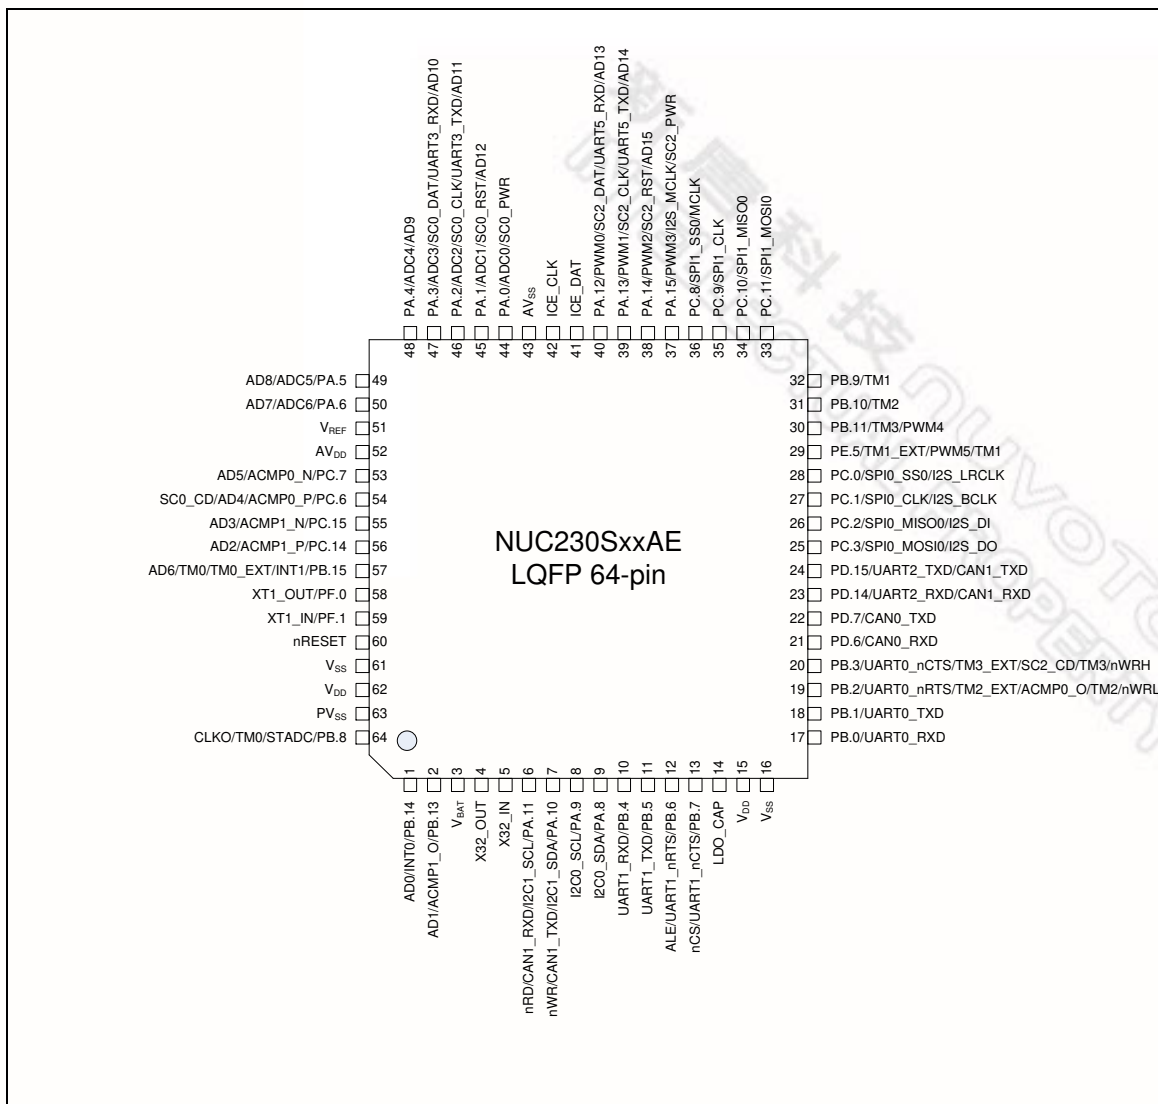 PA.4/ADC4/AD9
PA.3/ADC3/SC0_DAT/UART3_RXD/AD10
PA.2/ADC2/SC0_CLK/UART3_TXD/AD11
PA.1/ADC1/SC0_RST/AD12
PA.0/ADC0/SC0_PWR
AVSS
ICE_CLK
ICE_DAT
PA.12/PWM0/SC2_DAT/UART5_RXD/AD13
PA.13/PWM1/SC2_CLK/UART5_TXD/AD14
PA.14/PWM2/SC2_RST/AD15
PA.15/PWM3/I2S_MCLK/SC2_PWR
PC.8/SPI1_SS0/MCLK
PC.9/SPI1_CLK
PC.10/SPI1_MISO0
PC.11/SPI1_MOSI0
48 47 46 45 44 43 42 41 40 39 38 37 36 35 34 33
AD8/ADC5/PA.5 49
AD7/ADC6/PA.6 50
VREF 51
AVDD 52
AD5/ACMP0_N/PC.7 53
SC0_CD/AD4/ACMP0_P/PC.6 54
AD3/ACMP1_N/PC.15 55
AD2/ACMP1_P/PC.14 56
AD6/TM0/TM0_EXT/INT1/PB.15 57
XT1_OUT/PF.0 58
XT1_IN/PF.1 59
nRESET 60
VSS 61
VDD 62
PVSS 63
CLKO/TM0/STADC/PB.8 64
NUC230SxxAE
LQFP 64-pin
32 PB.9/TM1
31 PB.10/TM2
30 PB.11/TM3/PWM4
29 PE.5/TM1_EXT/PWM5/TM1
28 PC.0/SPI0_SS0/I2S_LRCLK
27 PC.1/SPI0_CLK/I2S_BCLK
26 PC.2/SPI0_MISO0/I2S_DI
25 PC.3/SPI0_MOSI0/I2S_DO
24 PD.15/UART2_TXD/CAN1_TXD
23 PD.14/UART2_RXD/CAN1_RXD
22 PD.7/CAN0_TXD
21 PD.6/CAN0_RXD
20 PB.3/UART0_nCTS/TM3_EXT/SC2_CD/TM3/nWRH
19 PB.2/UART0_nRTS/TM2_EXT/ACMP0_O/TM2/nWRL
18 PB.1/UART0_TXD
17 PB.0/UART0_RXD
1 2 3 4 5 6 7 8 9 10 11 12 13 14 15 16
AD0/INT0/PB.14
AD1/ACMP1_O/PB.13
VBAT
X32_OUT
X32_IN
nRD/CAN1_RXD/I2C1_SCL/PA.11
nWR/CAN1_TXD/I2C1_SDA/PA.10
I2C0_SCL/PA.9
I2C0_SDA/PA.8
UART1_RXD/PB.4
UART1_TXD/PB.5
ALE/UART1_nRTS/PB.6
nCS/UART1_nCTS/PB.7
LDO_CAP
VDD
VSS
新唐科技 NUVOTO
INTELLECTUAL PROPERTY